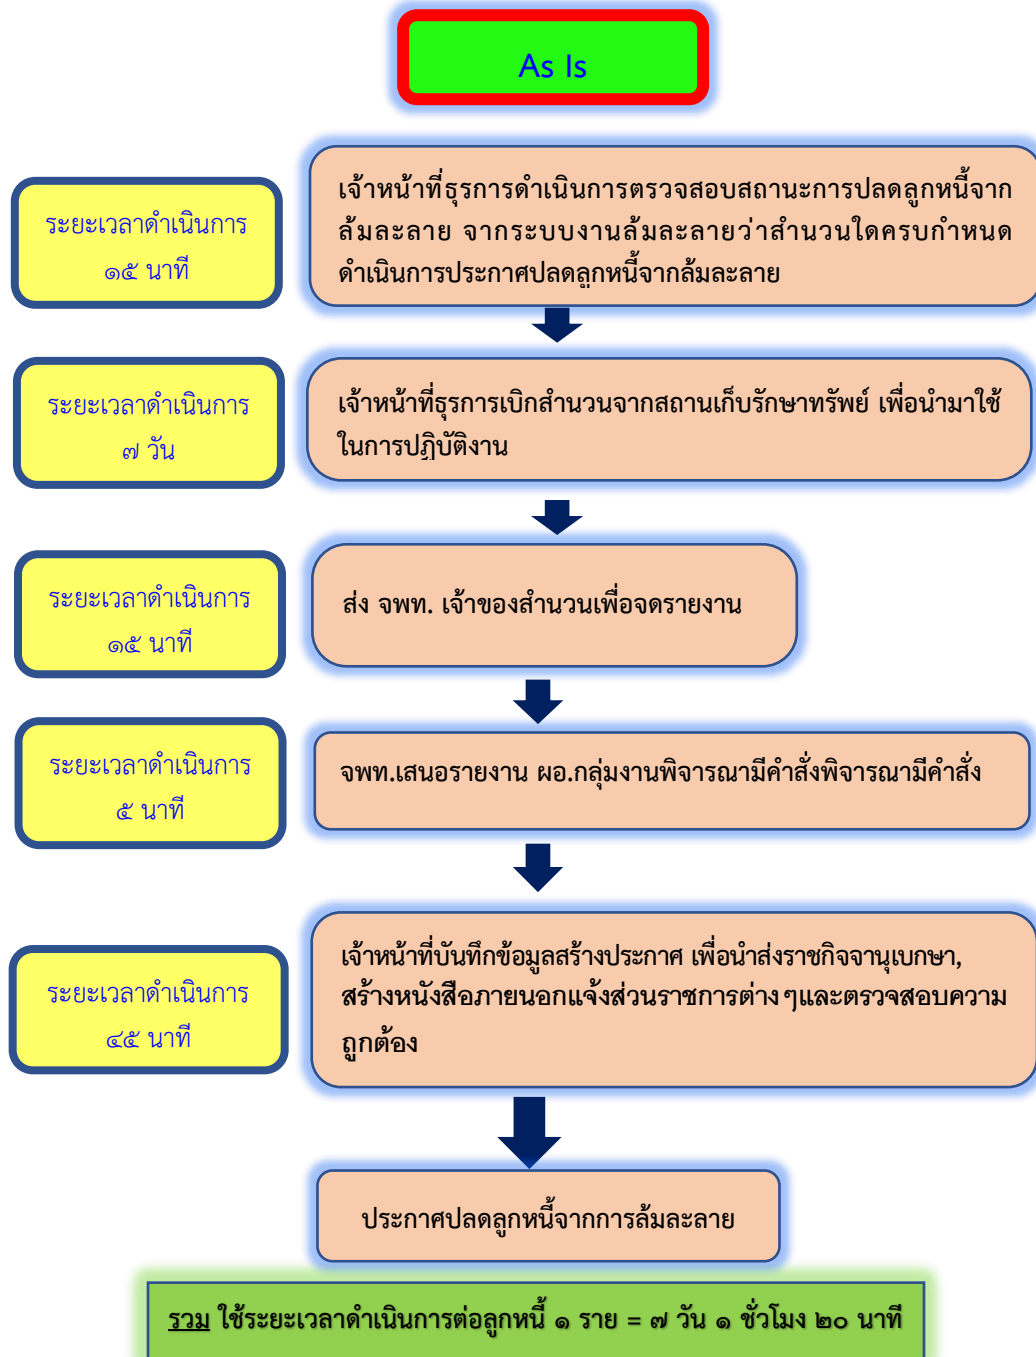 As Is
ระยะเวลาดำเนินการ
๑๕ นาที
เจ้าหน้าที่ธุรการดำเนินการตรวจสอบสถานะการปลดลูกหนี้จาก
ล้มละลาย จากระบบงานล้มละลายว่าสำนวนใดครบกำหนด
ดำเนินการประกาศปลดลูกหนี้จากล้มละลาย
ระยะเวลาดำเนินการ
๗ วัน
เจ้าหน้าที่ธุรการเบิกสำนวนจากสถานเก็บรักษาทรัพย์ เพื่อนำมาใช้
ในการปฏิบัติงาน
ระยะเวลาดำเนินการ
๑๕ นาที
ส่ง จพท. เจ้าของสำนวนเพื่อจดรายงาน
ระยะเวลาดำเนินการ
๕ นาที
จพท.เสนอรายงาน ผอ.กลุ่มงานพิจารณามีคำสั่งพิจารณามีคำสั่ง
ระยะเวลาดำเนินการ
๔๕ นาที
เจ้าหน้าที่บันทึกข้อมูลสร้างประกาศ เพื่อนำส่งราชกิจจานุเบกษา,
สร้างหนังสือภายนอกแจ้งส่วนราชการต่าง ๆและตรวจสอบความ
ถูกต้อง
ประกาศปลดลูกหนี้จากการล้มละลาย
รวม ใช้ระยะเวลาดำเนินการต่อลูกหนี้ ๑ ราย = ๗ วัน ๑ ชั่วโมง ๒๐ นาที